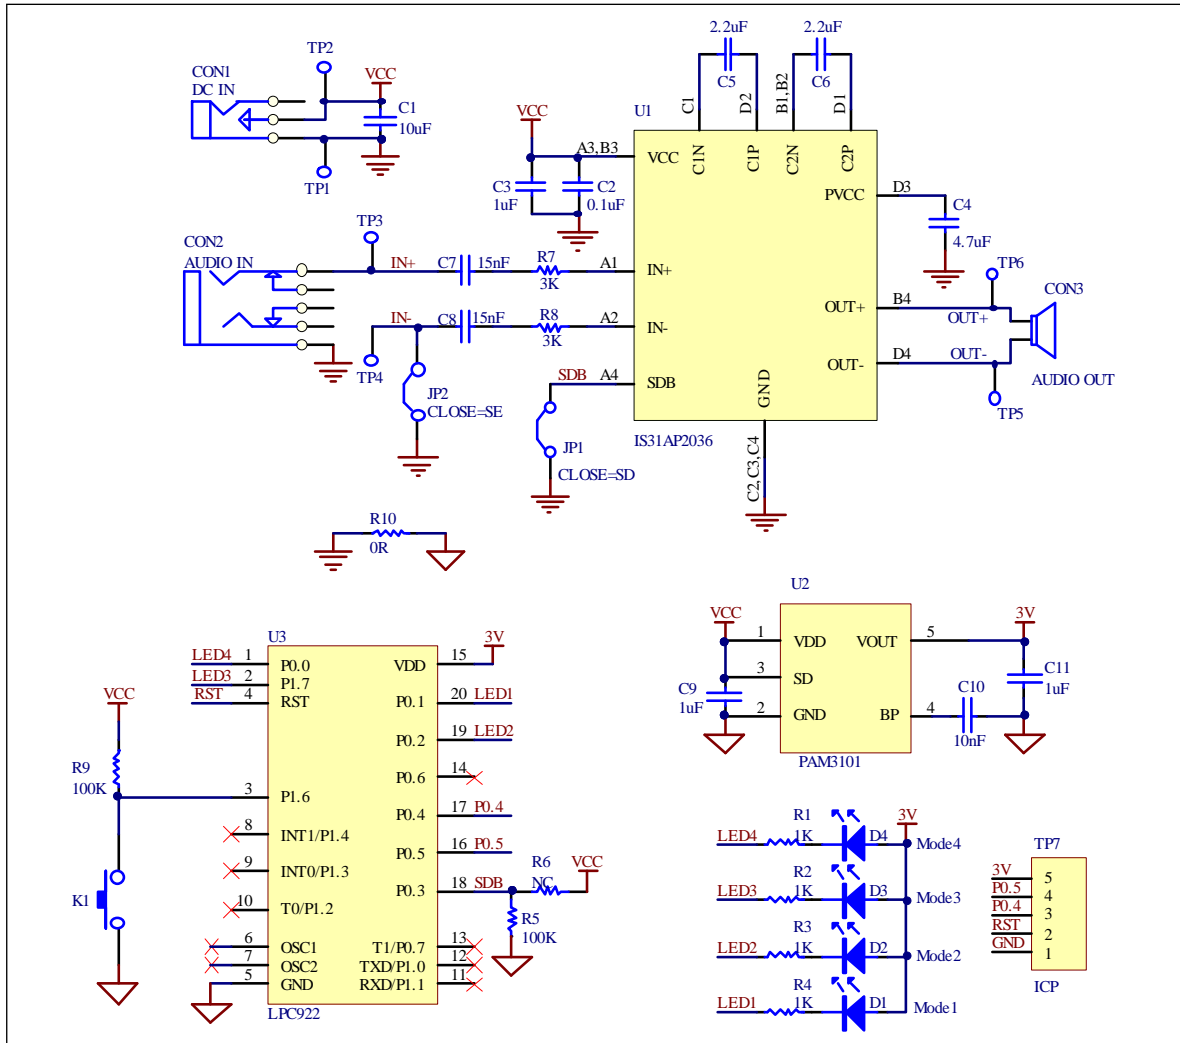 2.2uF
2.2uF
TP2
CON1
DC IN
VCC
C5
C6
C1
10uF
C1
D2
B1,B2
D1
U1
VCC
A3,B3
VCC
C1N
C1P
C2N
C2P
C3
1uF
C2
0.1uF
PVCC
D3
C4
4.7uF
TP1
TP3
CON2
AUDIO IN
IN+
C7
15nF
R7
3K
A1
IN+
TP6
CON3
OUT+
B4
OUT+
IN-
C8
15nF
R8
3K
A2
IN-
OUT-
D4
OUT-
AUDIO OUT
TP4
JP2
CLOSE=SE
SDB
A4
SDB
GND
TP5
JP1
CLOSE=SD
IS31AP2036
C2,C3,C4
R10
0R
U2
VCC
1
VDD
VOUT
5
3V
3
SD
C9
1uF
2
GND
BP
4
C10
10nF
C11
1uF
PAM3101
U3
LED4
1
P0.0
VDD
15
3V
LED3
2
P1.7
RST
4
RST
P0.1
20
LED1
VCC
P0.2
19
LED2
R9
100K
3
P1.6
P0.6
14
P0.4
17
P0.4
8
INT1/P1.4
P0.5
16
P0.5
9
INT0/P1.3
R6
NC
VCC
P0.3
18
SDB
K1
10
T0/P1.2
R5
100K
6
OSC1
T1/P0.7
13
7
OSC2
TXD/P1.0
12
5
GND
RXD/P1.1
11
LPC922
3V
R1
LED4
1K
D4
Mode4
R2
LED3
1K
D3
Mode3
R3
LED2
1K
D2
Mode2
R4
LED1
1K
D1
Mode1
TP7
3V
5
P0.5
4
P0.4
3
RST
2
GND
1
ICP